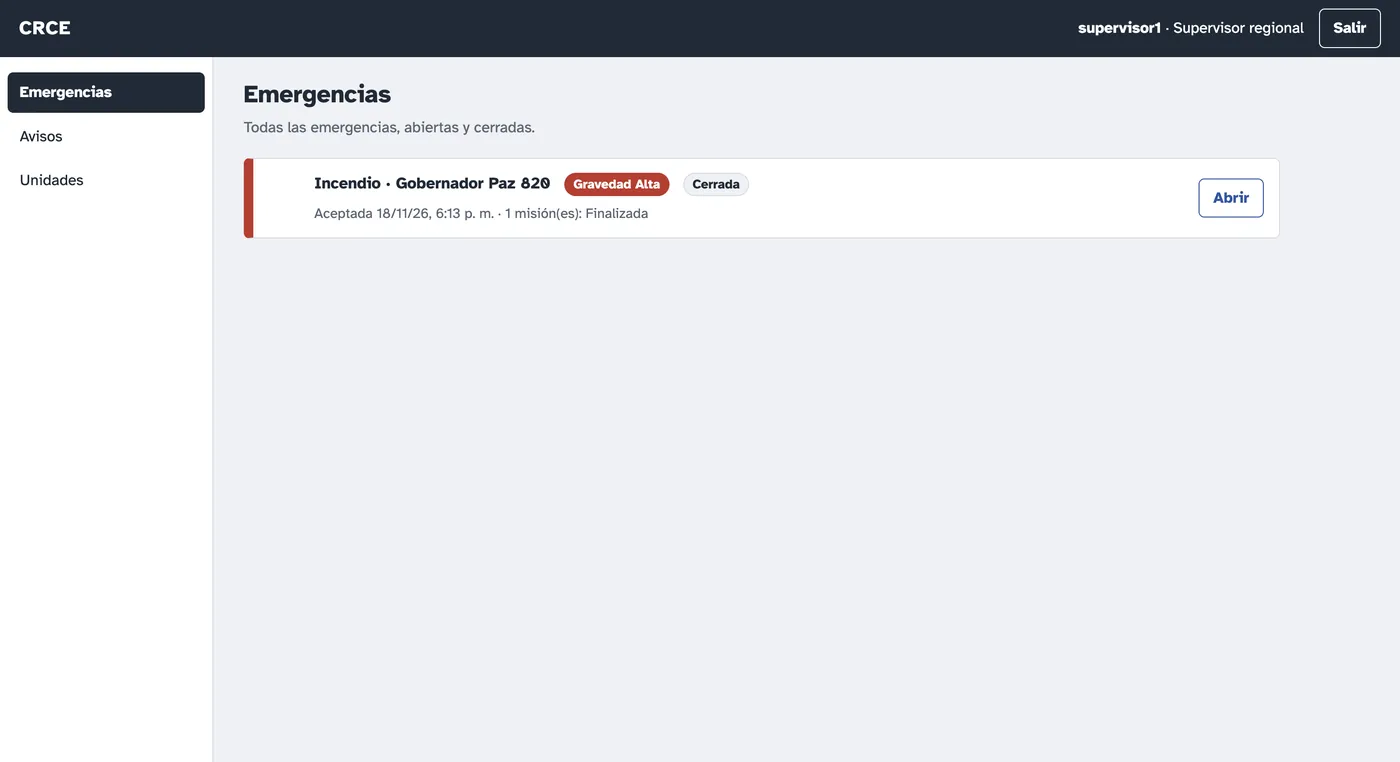 CRCE
supervisor1 · Supervisor regional
Salir
Emergencias
Avisos
Unidades
Emergencias
Todas las emergencias, abiertas y cerradas.
Incendio · Gobernador Paz 820
Gravedad Alta
Cerrada
Aceptada 18/11/26, 6:13 p. m. · 1 misión(es): Finalizada
Abrir